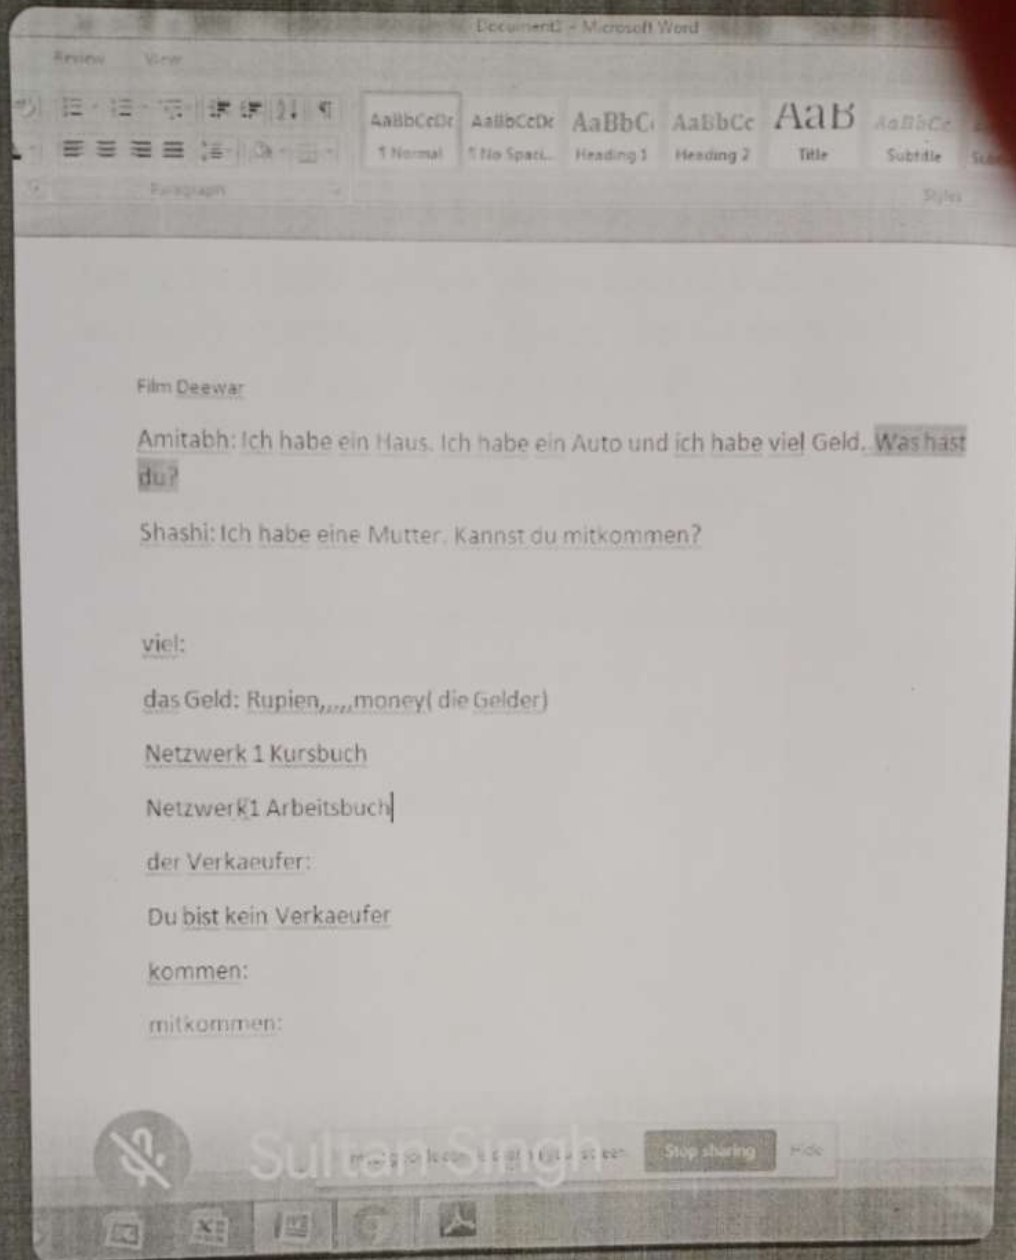 Document2 - Microsoft Word
Review View
AaBbCcDc AaBbCcDc AaBbC AaBbCc AaB AaBbCc
¶ Normal ¶ No Spaci... Heading 1 Heading 2 Title Subtitle
Paragraph Styles
Film Deewar
Amitabh: Ich habe ein Haus. Ich habe ein Auto und ich habe viel Geld. Was hast
du?
Shashi: Ich habe eine Mutter. Kannst du mitkommen?
viel:
das Geld: Rupien,,,,,money( die Gelder)
Netzwerk 1 Kursbuch
Netzwerk1 Arbeitsbuch
der Verkaeufer:
Du bist kein Verkaeufer
kommen:
mitkommen:
Sultan Singh
Stop sharing Hide